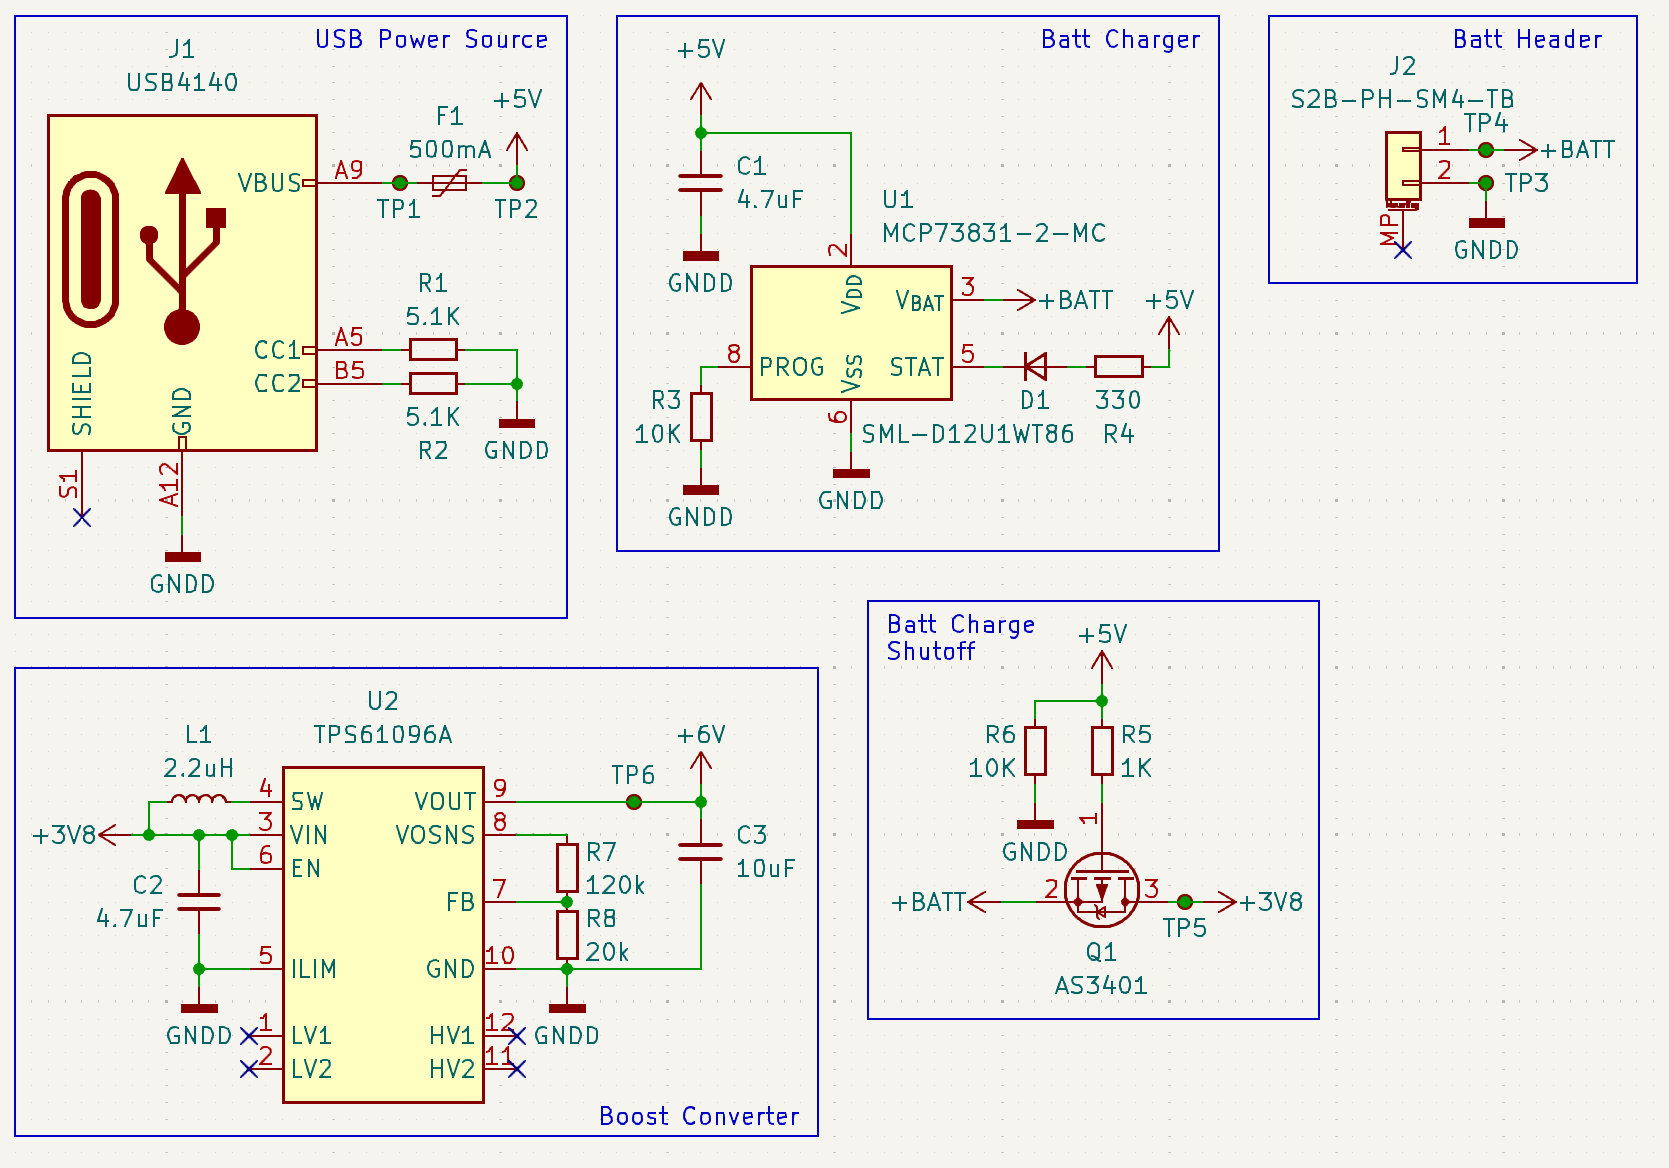 USB Power Source
J1
USB4140
VBUS
A9
TP1
F1
500mA
+5V
TP2
R1
5.1K
CC1
A5
CC2
B5
5.1K
R2
GNDD
SHIELD
GND
S1
A12
GNDD
Batt Charger
+5V
C1
4.7uF
GNDD
U1
MCP73831-2-MC
2
VDD
VBAT
3
+BATT
+5V
8
PROG
VSS
STAT
5
R3
10K
6
D1
SML-D12U1WT86
330
R4
GNDD
GNDD
Batt Header
J2
S2B-PH-SM4-TB
TP4
1
+BATT
2
TP3
Mounting
MP
GNDD
Batt Charge
Shutoff
+5V
R6
10K
R5
1K
GNDD
1
+BATT
2
3
+3V8
TP5
Q1
AS3401
U2
TPS61096A
L1
2.2uH
+3V8
4
SW
3
VIN
6
EN
C2
4.7uF
5
ILIM
GNDD
1
LV1
2
LV2
VOUT
9
VOSNS
8
FB
7
GND
10
HV1
12
HV2
11
TP6
+6V
R7
120k
R8
20k
C3
10uF
GNDD
Boost Converter